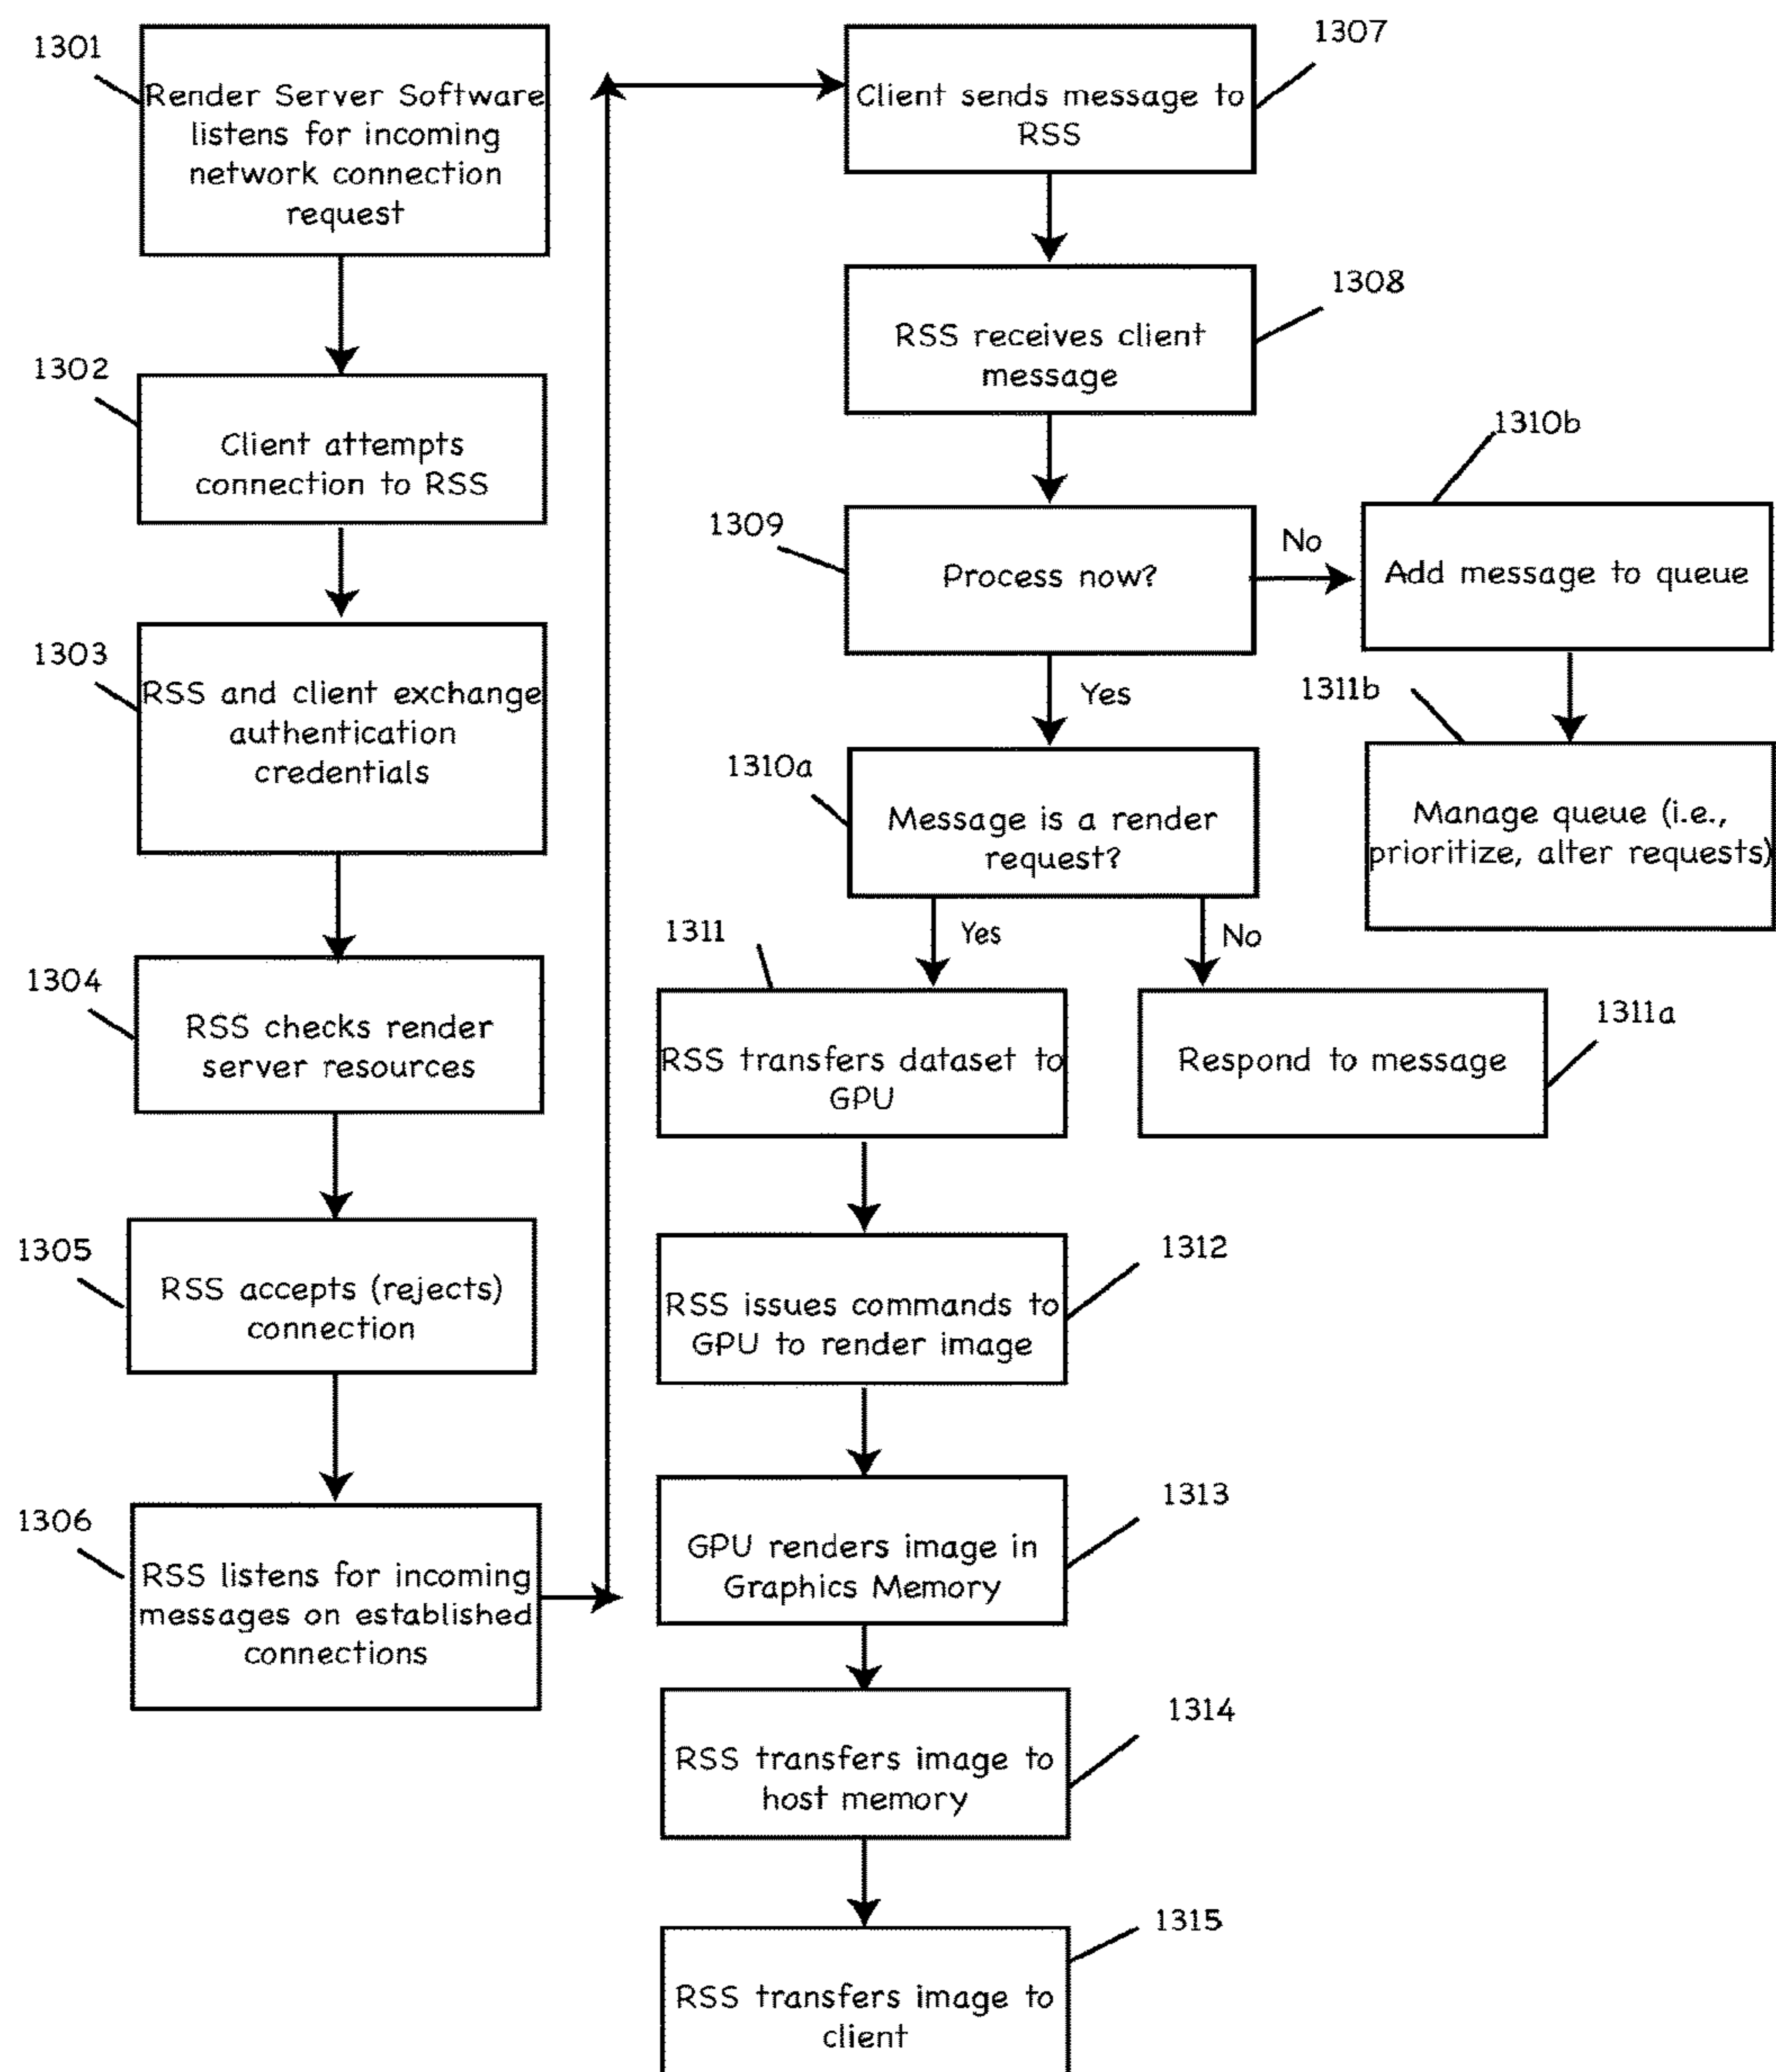 1301
Render Server Software
listens for incoming
network connection
request
1302
Client attempts
connection to RSS
1303
RSS and client exchange
authentication
credentials
1304
RSS checks render
server resources
1305
RSS accepts (rejects)
connection
1306
RSS listens for incoming
messages on established
connections
1307
Client sends message to
RSS
1308
RSS receives client
message
1309
Process now?
No
1310b
Add message to queue
1311b
Manage queue (i.e.,
prioritize, alter requests)
Yes
1310a
Message is a render
request?
Yes
No
1311
RSS transfers dataset to
GPU
1311a
Respond to message
1312
RSS issues commands to
GPU to render image
1313
GPU renders image in
Graphics Memory
1314
RSS transfers image to
host memory
1315
RSS transfers image to
client